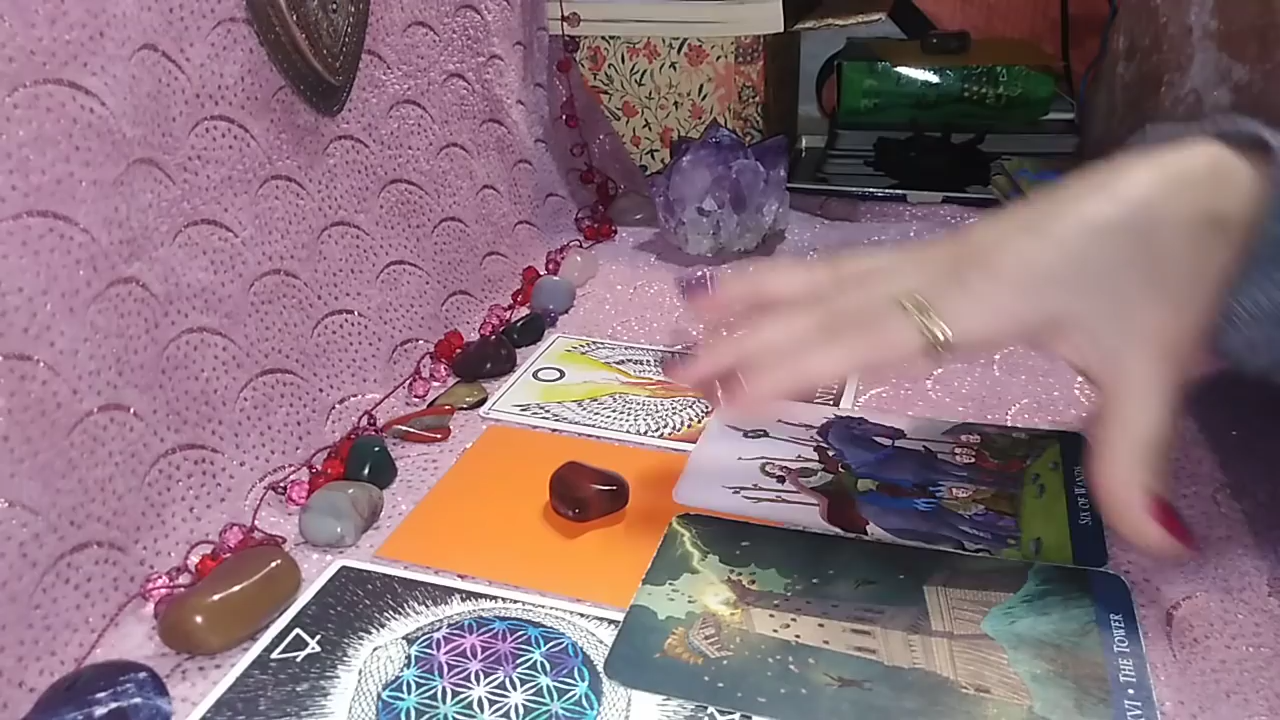 SIX OF WANDS
XVI • THE TOWER